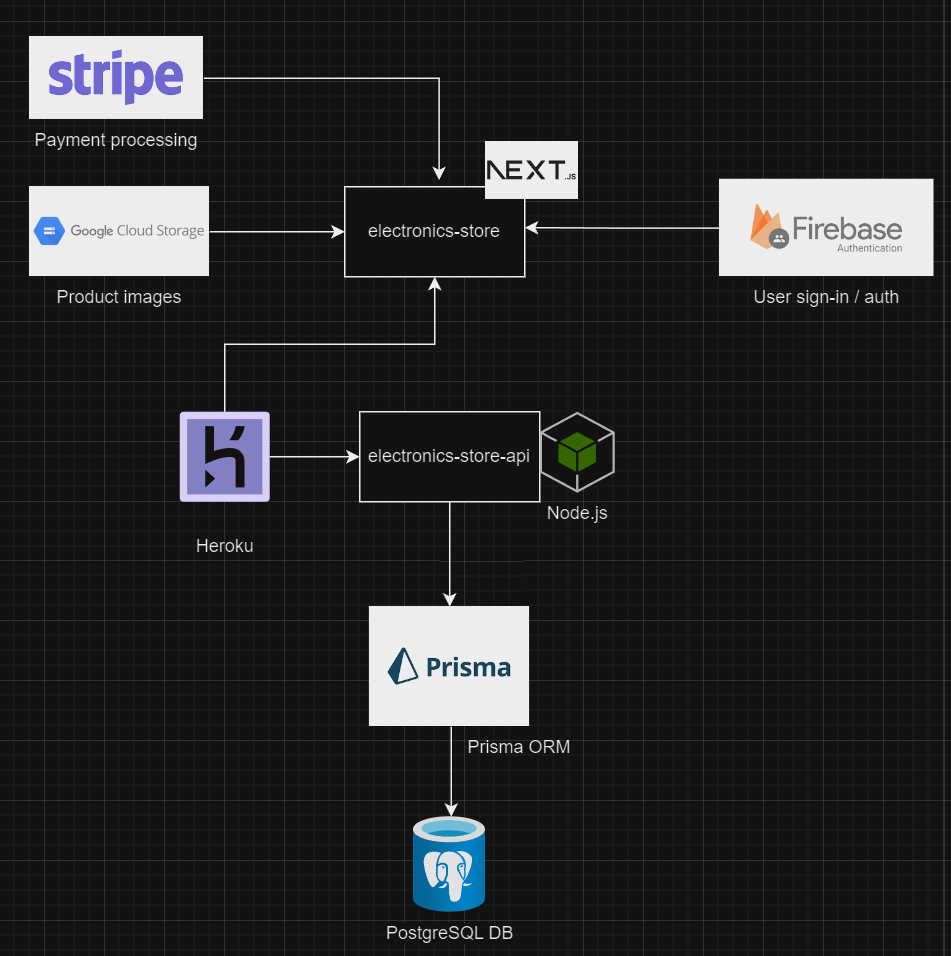 stripe
Payment processing
NEXT.JS
Google Cloud Storage
Product images
electronics-store
Firebase
Authentication
User sign-in / auth
electronics-store-api
Node.js
Heroku
Prisma
Prisma ORM
PostgreSQL DB